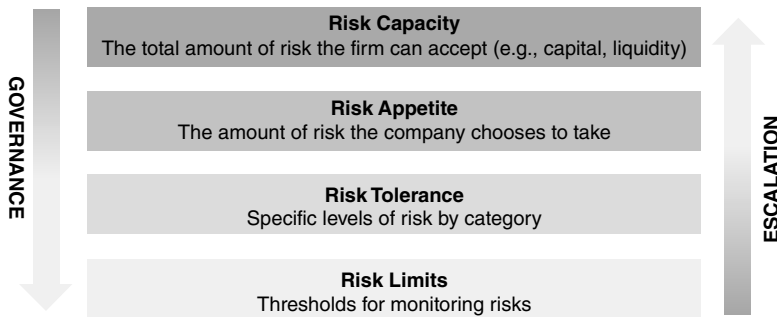 GOVERNANCE
Risk Capacity
The total amount of risk the firm can accept (e.g., capital, liquidity)
Risk Appetite
The amount of risk the company chooses to take
Risk Tolerance
Specific levels of risk by category
Risk Limits
Thresholds for monitoring risks
ESCALATION